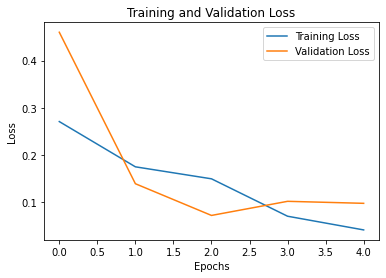 Training and Validation Loss
Training Loss
Validation Loss
0.4
0.3
0.2
0.1
Loss
0.0 0.5 1.0 1.5 2.0 2.5 3.0 3.5 4.0
Epochs